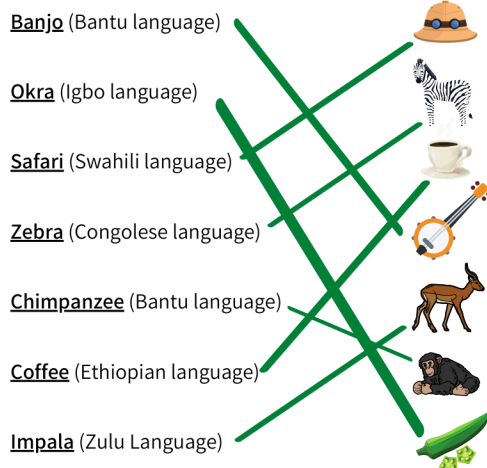 Banjo (Bantu language)
Okra (Igbo language)
Safari (Swahili language)
Zebra (Congolese language)
Chimpanzee (Bantu language)
Coffee (Ethiopian language)
Impala (Zulu Language)